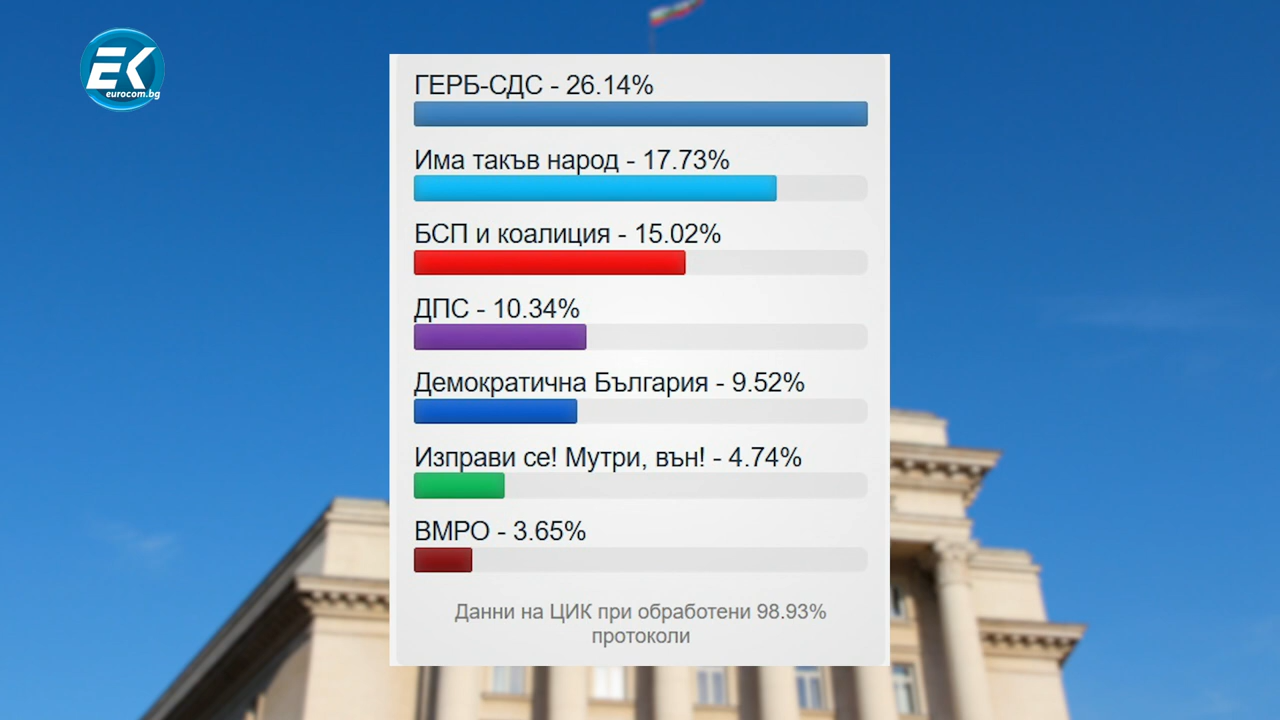 EK
eurocom.bg
ГЕРБ-СДС - 26.14%
Има такъв народ - 17.73%
БСП и коалиция - 15.02%
ДПС - 10.34%
Демократична България - 9.52%
Изправи се! Мутри, вън! - 4.74%
ВМРО - 3.65%
Данни на ЦИК при обработени 98.93%
протоколи